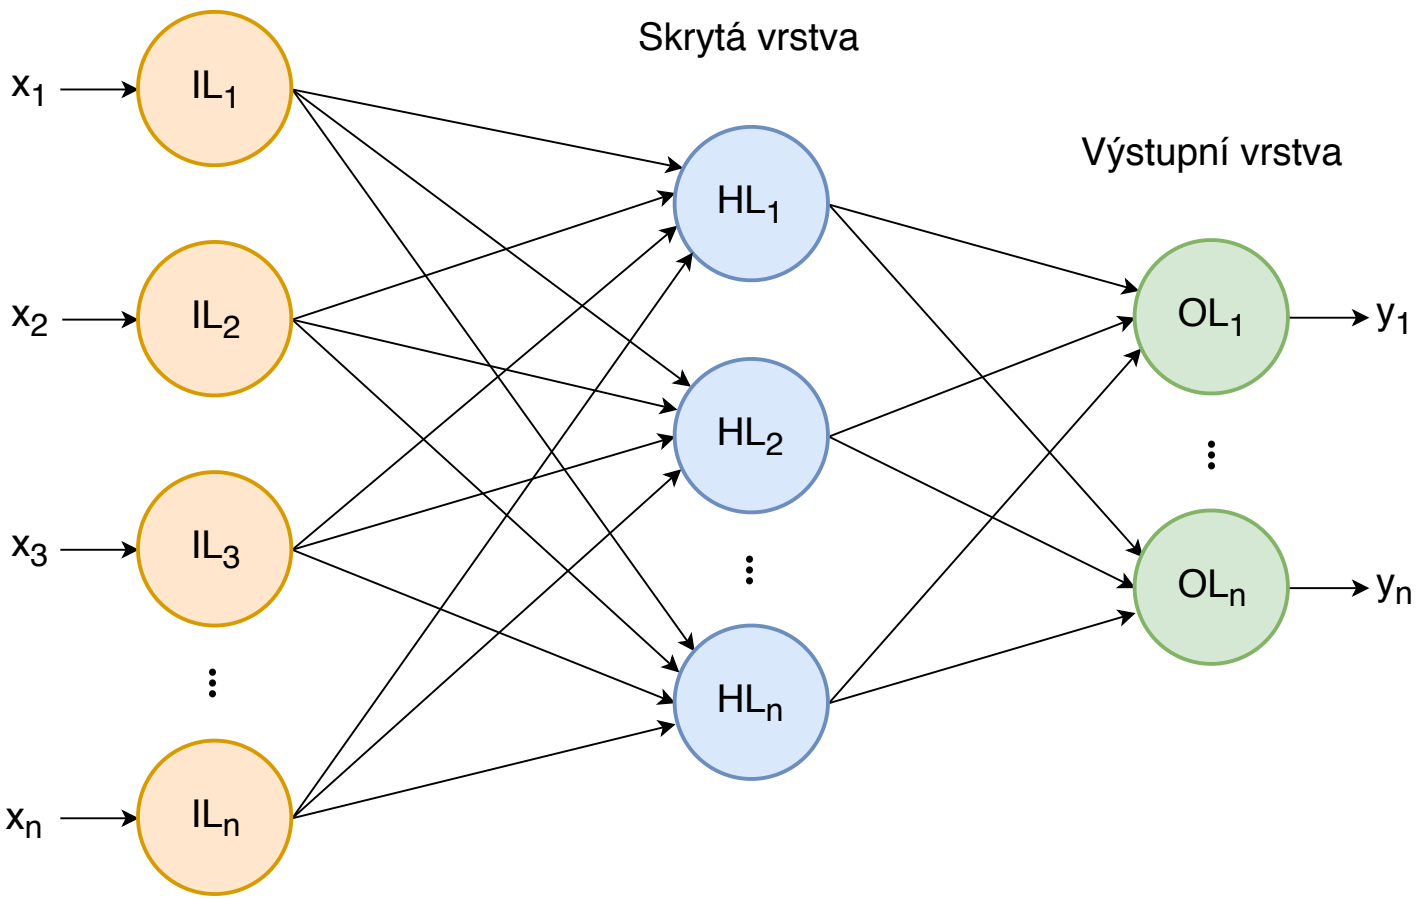 Skrytá vrstva
Výstupní vrstva
x1
IL1
x2
IL2
x3
IL3
xn
ILn
HL1
HL2
HLn
OL1
y1
OLn
yn